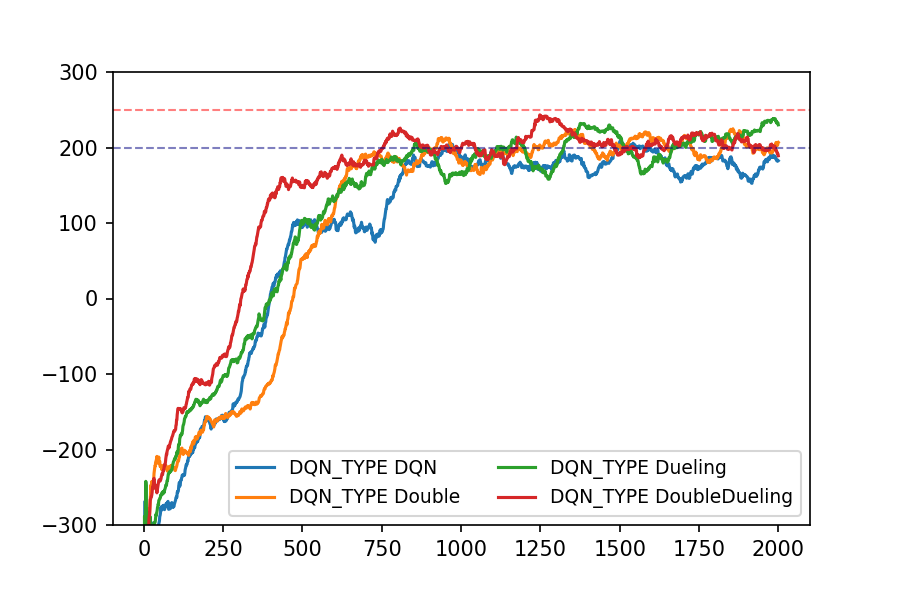 300
200
100
0
−100
−200
−300
DQN_TYPE DQN
DQN_TYPE Double
DQN_TYPE Dueling
DQN_TYPE DoubleDueling
0 250 500 750 1000 1250 1500 1750 2000